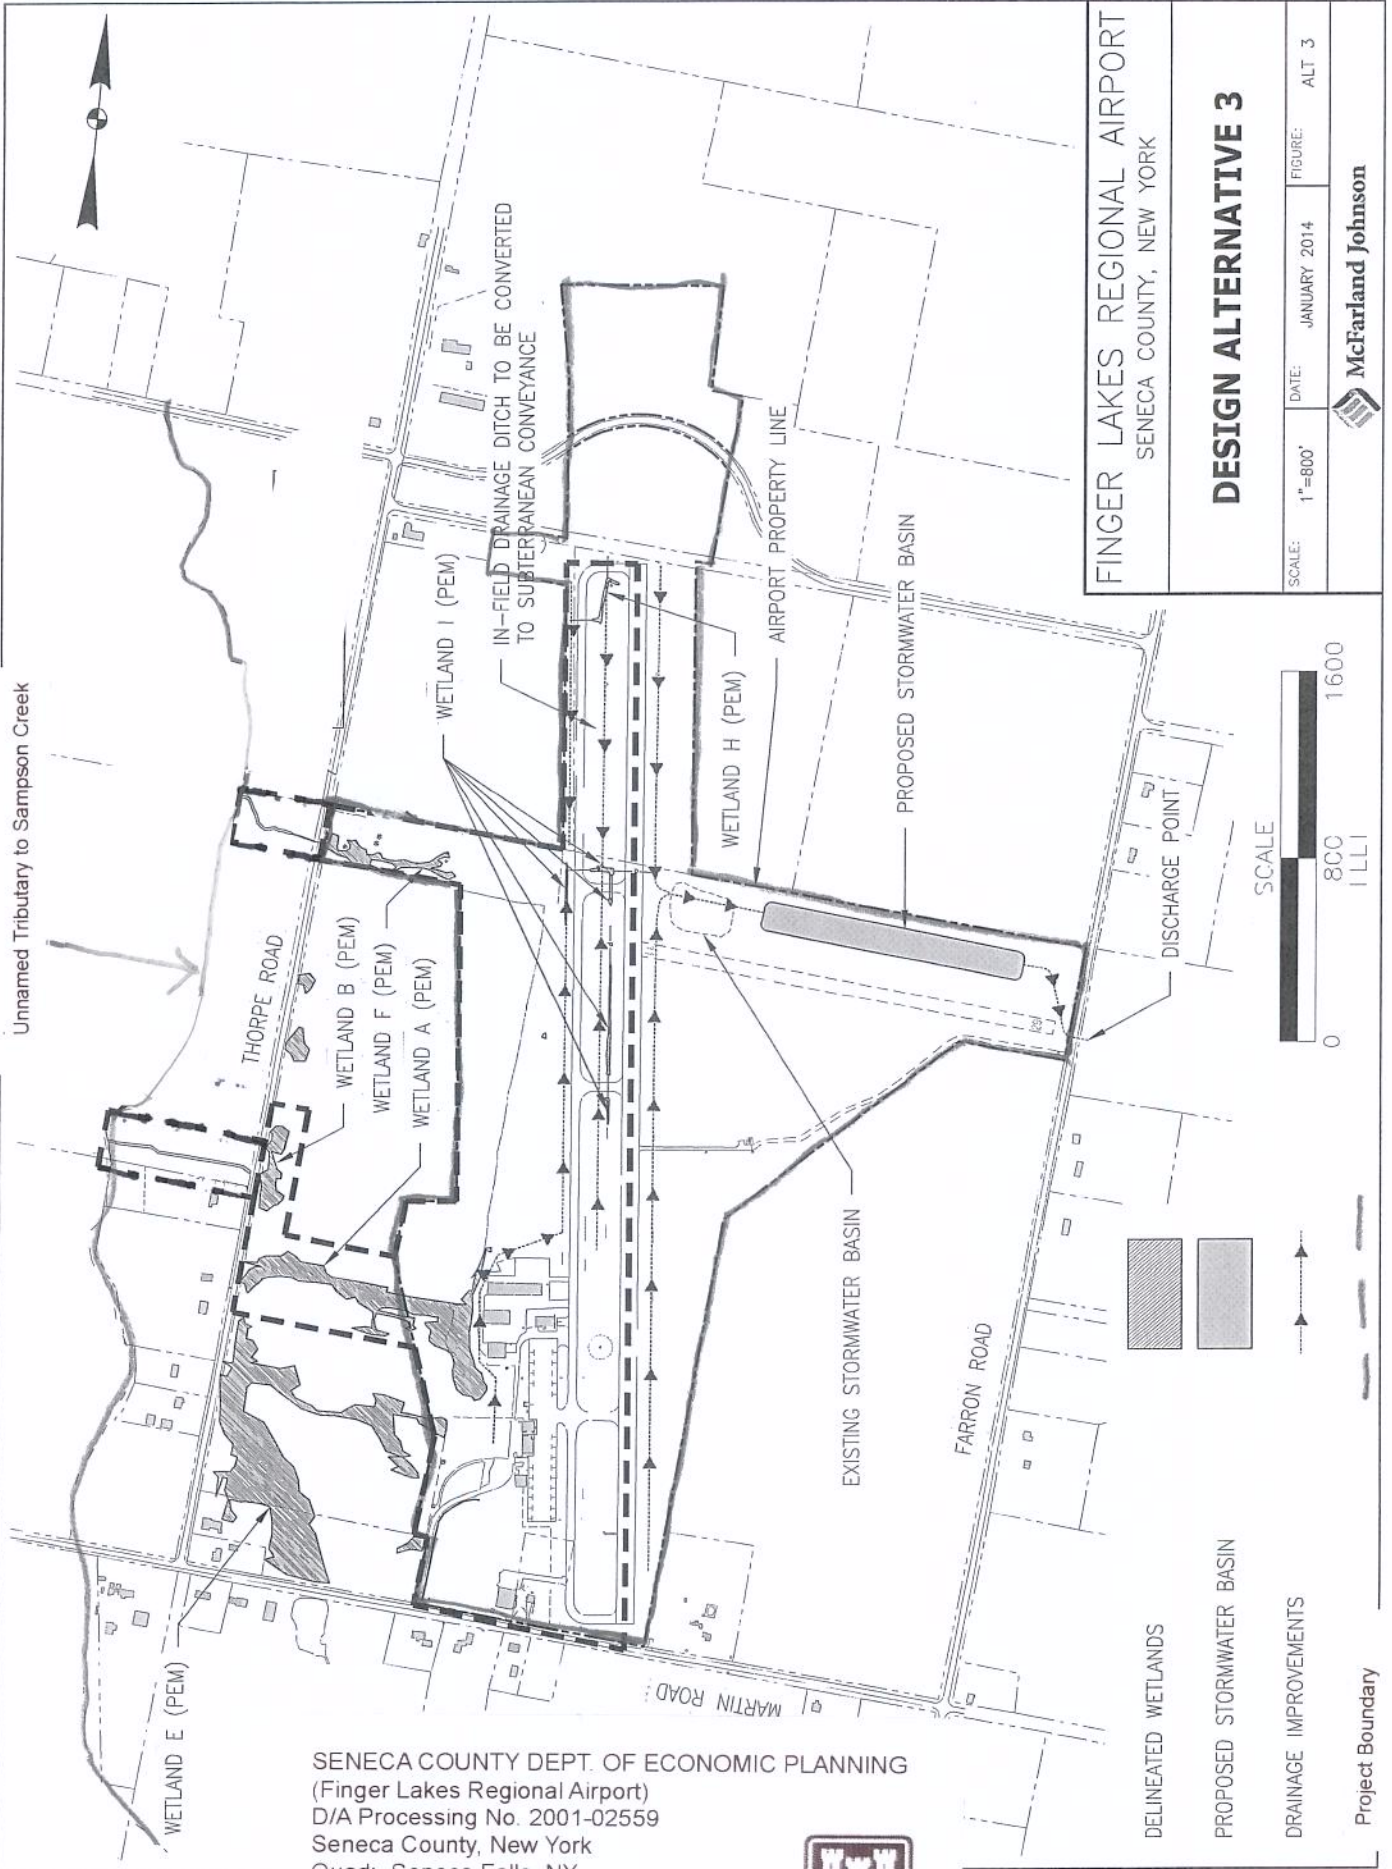 Unnamed Tributary to Sampson Creek
IN-FIELD DRAINAGE DITCH TO BE CONVERTED
TO SUBTERRANEAN CONVEYANCE
WETLAND I (PEM)
WETLAND H (PEM)
AIRPORT PROPERTY LINE
PROPOSED STORMWATER BASIN
DISCHARGE POINT
THORPE ROAD
WETLAND B (PEM)
WETLAND F (PEM)
WETLAND A (PEM)
EXISTING STORMWATER BASIN
FARRON ROAD
MARTIN ROAD
WETLAND E (PEM)
SENECA COUNTY DEPT. OF ECONOMIC PLANNING
(Finger Lakes Regional Airport)
D/A Processing No. 2001-02559
Seneca County, New York
Quad: Seneca Falls, NY
DELINEATED WETLANDS
PROPOSED STORMWATER BASIN
DRAINAGE IMPROVEMENTS
Project Boundary
SCALE
0 800 1600
FINGER LAKES REGIONAL AIRPORT
SENECA COUNTY, NEW YORK
DESIGN ALTERNATIVE 3
SCALE: 1"=800' DATE: JANUARY 2014 FIGURE: ALT 3
McFarland Johnson